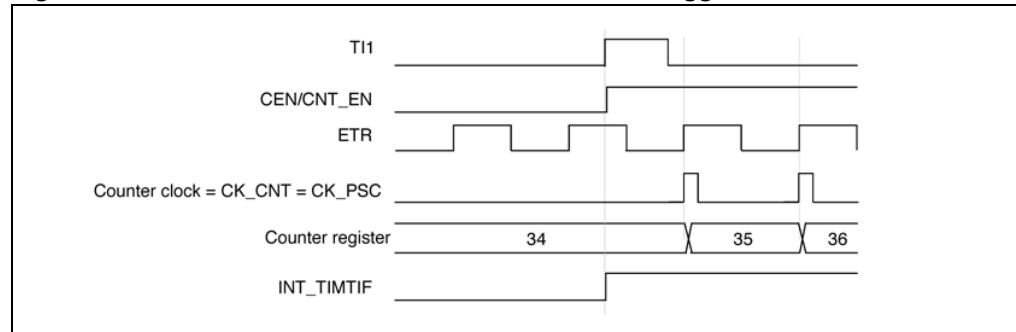 TI1
CEN/CNT_EN
ETR
Counter clock = CK_CNT = CK_PSC
Counter register 34 35 36
INT_TIMTIF